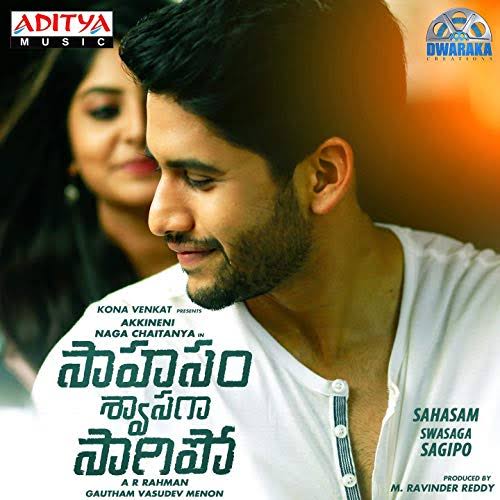 ADITYA
MUSIC
DWARAKA
CREATIONS
KONA VENKAT PRESENTS
AKKINENI
NAGA CHAITANYA IN
సాహసం
శ్వాసగా
సాగిపో
A R RAHMAN
GAUTHAM VASUDEV MENON
SAHASAM
SWASAGA
SAGIPO
PRODUCED BY
M. RAVINDER REDDY